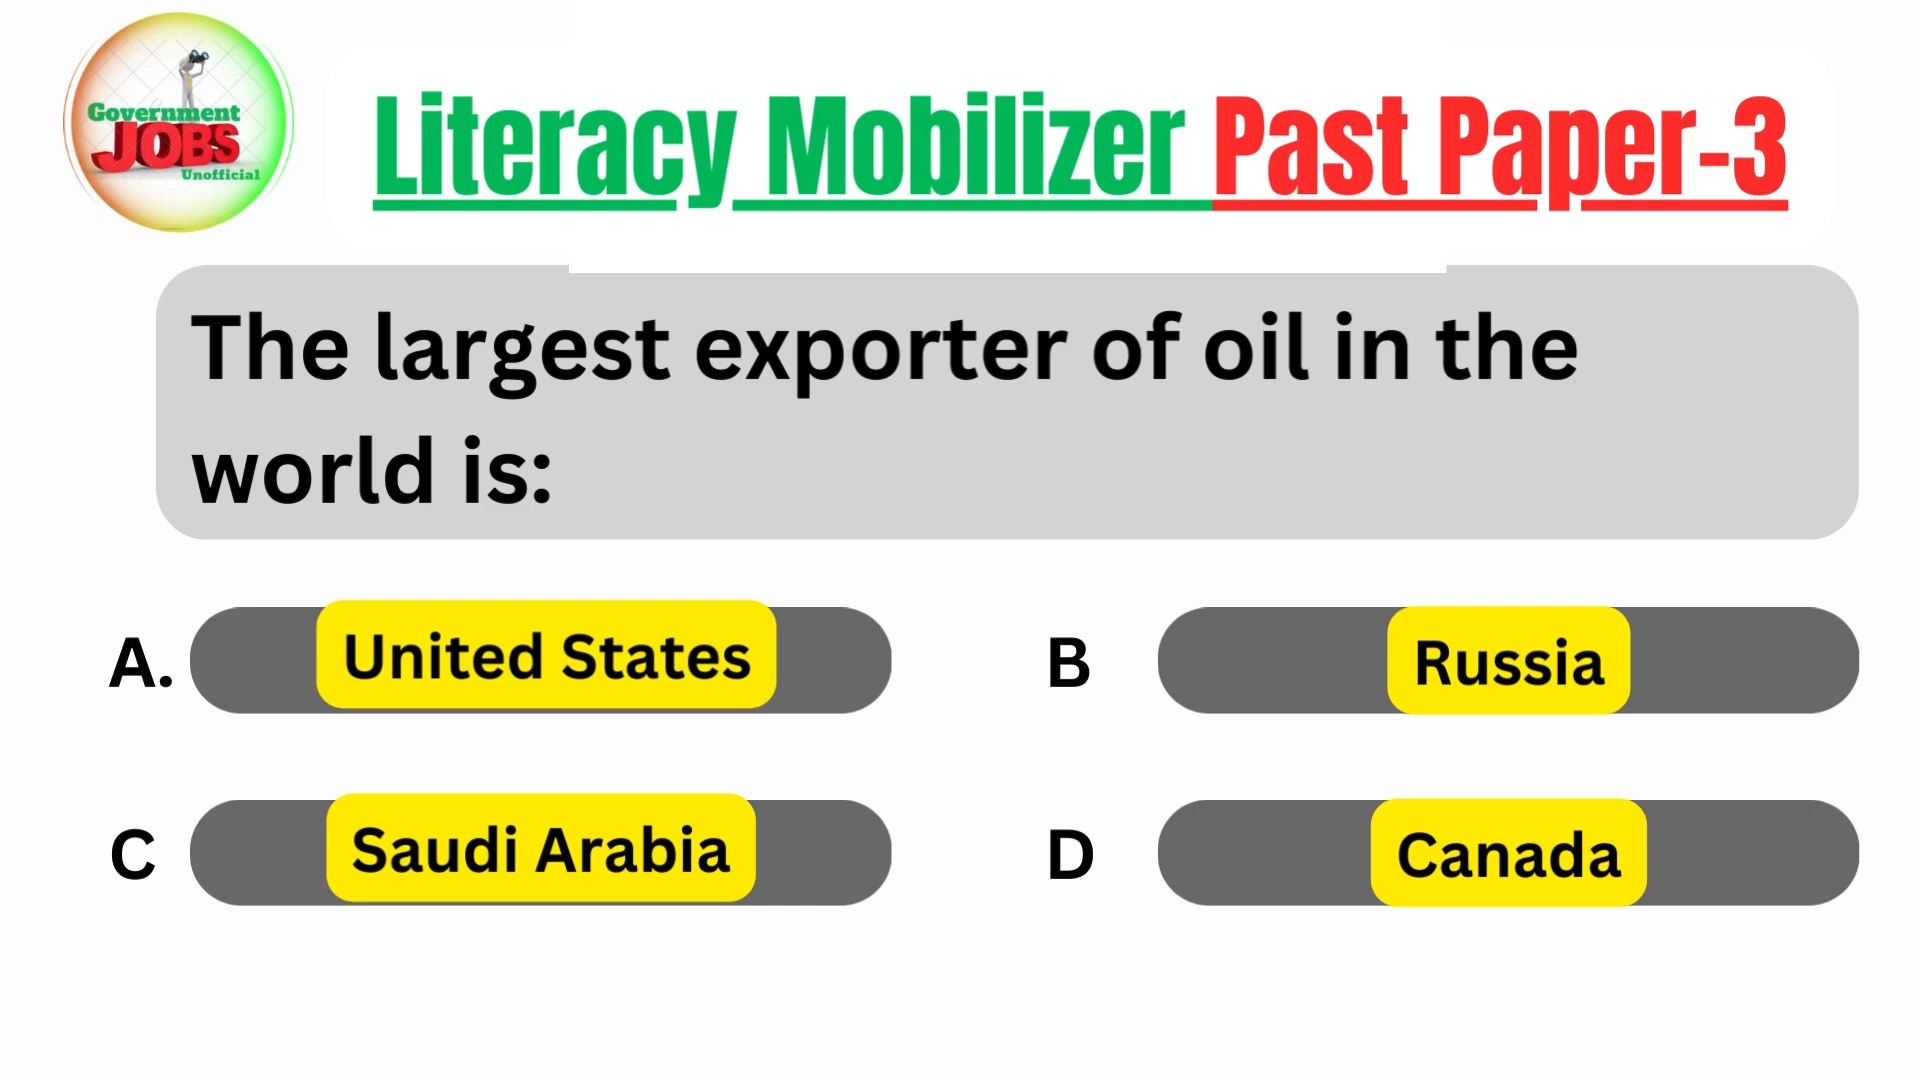 Government
JOBS
Unofficial
Literacy Mobilizer Past Paper-3
The largest exporter of oil in the
world is:
A. United States
B Russia
C Saudi Arabia
D Canada